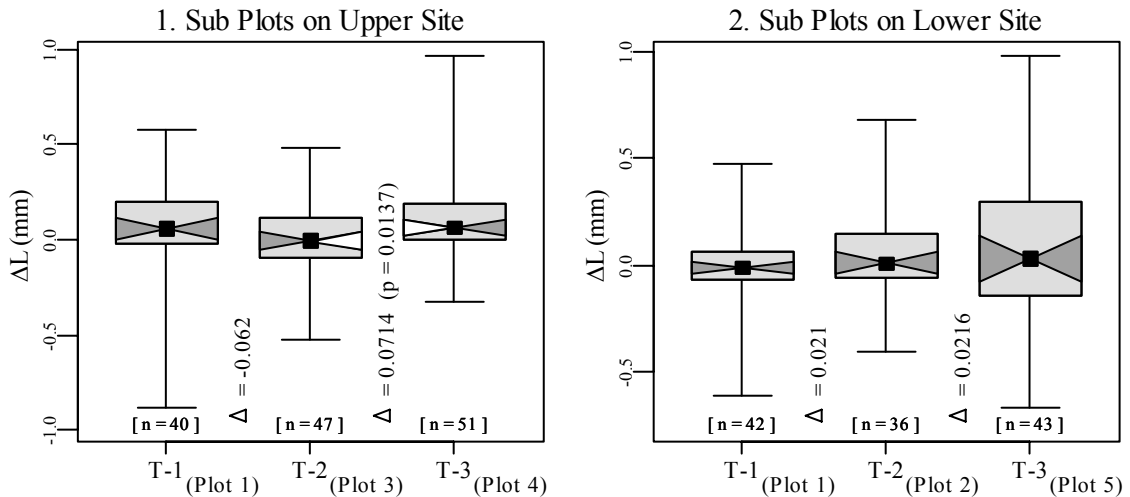 1. Sub Plots on Upper Site
ΔL (mm)
1.0
0.5
0.0
-0.5
-1.0
Δ = -0.062
Δ = 0.0714 (p = 0.0137)
[ n = 40 ] [ n = 47 ] [ n = 51 ]
T-1 (Plot 1) T-2 (Plot 3) T-3 (Plot 4)
2. Sub Plots on Lower Site
ΔL (mm)
1.0
0.5
0.0
-0.5
Δ = 0.021
Δ = 0.0216
[ n = 42 ] [ n = 36 ] [ n = 43 ]
T-1 (Plot 1) T-2 (Plot 2) T-3 (Plot 5)